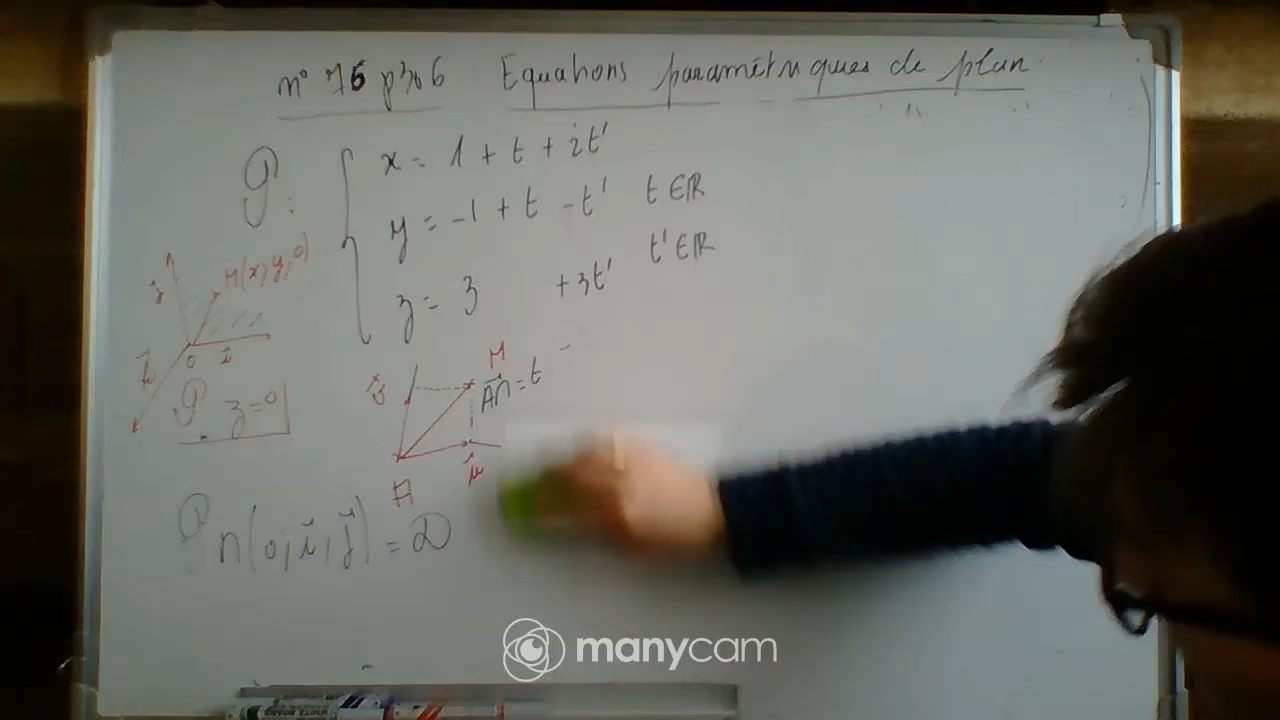 n° 76 p306 Equations paramétriques de plan
P : { x = 1 + t + 2t'
y = -1 + t - t' t ∈ ℝ
z = 3 + 3t' t' ∈ ℝ
M(x, y, 0)
j
k O i
P z = 0
v M
AM = t
A u
P ∩ (O, i, j) = D
manycam